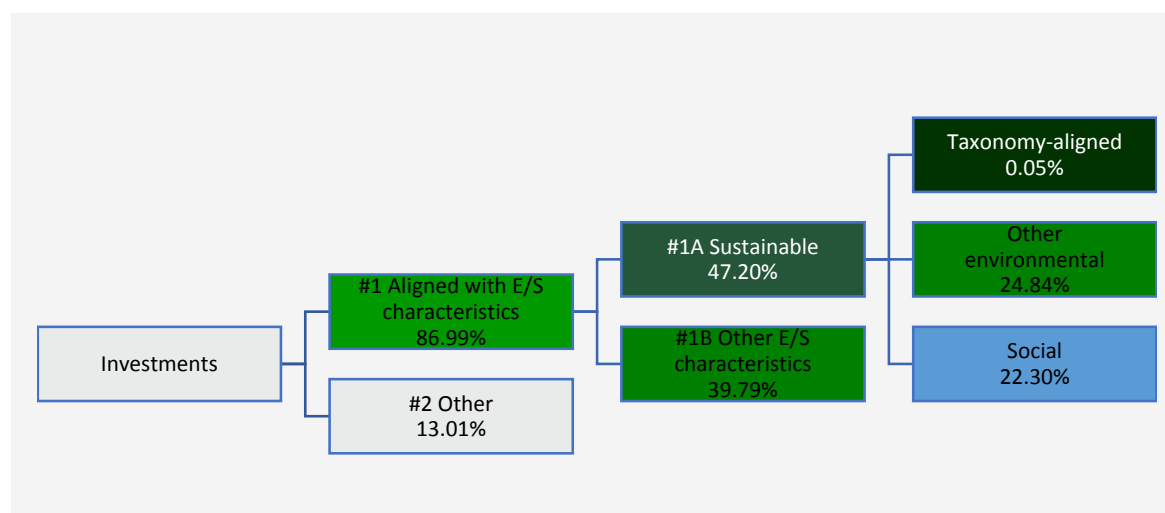 Investments
#1 Aligned with E/S
characteristics
86.99%
#2 Other
13.01%
#1A Sustainable
47.20%
#1B Other E/S
characteristics
39.79%
Taxonomy-aligned
0.05%
Other
environmental
24.84%
Social
22.30%